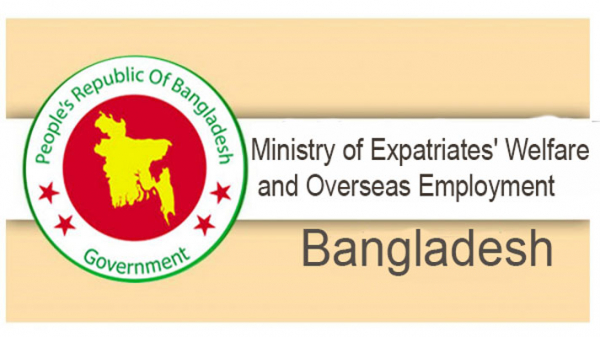 People's Republic Of Bangladesh
Government
Ministry of Expatriates' Welfare
and Overseas Employment
Bangladesh